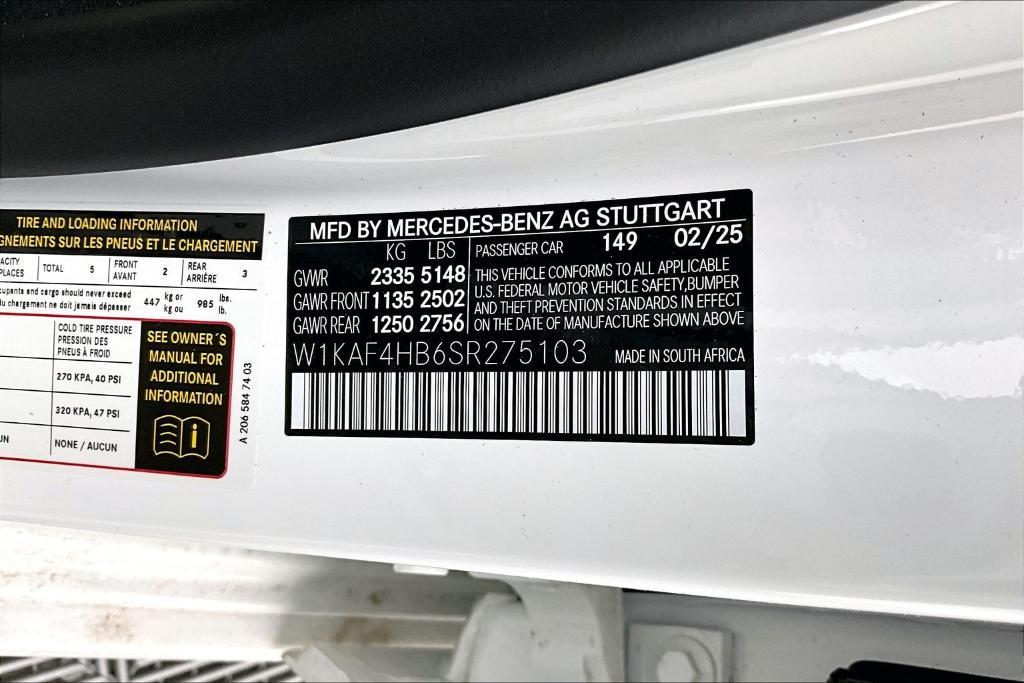 TIRE AND LOADING INFORMATION
GNEMENTS SUR LES PNEUS ET LE CHARGEMENT
ACITY
PLACES
TOTAL 5
FRONT
AVANT
2
REAR
ARRIÈRE
3
cupants and cargo should never exceed
du chargement ne doit jamais dépasser
447 kg or
kg ou
985 lbs.
lb.
COLD TIRE PRESSURE
PRESSION DES
PNEUS À FROID
270 KPA, 40 PSI
320 KPA, 47 PSI
UN
NONE / AUCUN
SEE OWNER´S
MANUAL FOR
ADDITIONAL
INFORMATION
i
A 206 584 74 03
MFD BY MERCEDES-BENZ AG STUTTGART
KG LBS
GVWR 2335 5148
GAWR FRONT 1135 2502
GAWR REAR 1250 2756
PASSENGER CAR 149 02/25
THIS VEHICLE CONFORMS TO ALL APPLICABLE
U.S. FEDERAL MOTOR VEHICLE SAFETY,BUMPER
AND THEFT PREVENTION STANDARDS IN EFFECT
ON THE DATE OF MANUFACTURE SHOWN ABOVE
W1KAF4HB6SR275103 MADE IN SOUTH AFRICA